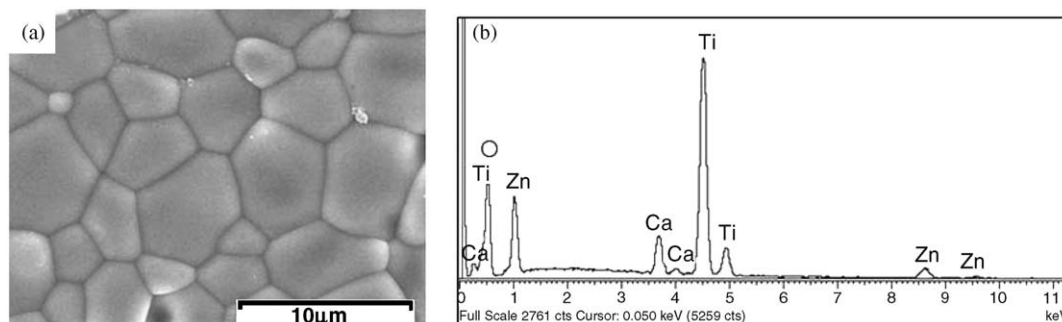 (a)
10μm
(b)
Ti
O
Ti
Zn
Ca
Ca
Ca
Ti
Zn
Zn
0 1 2 3 4 5 6 7 8 9 10 11
Full Scale 2761 cts Cursor: 0.050 keV (5259 cts)
ke